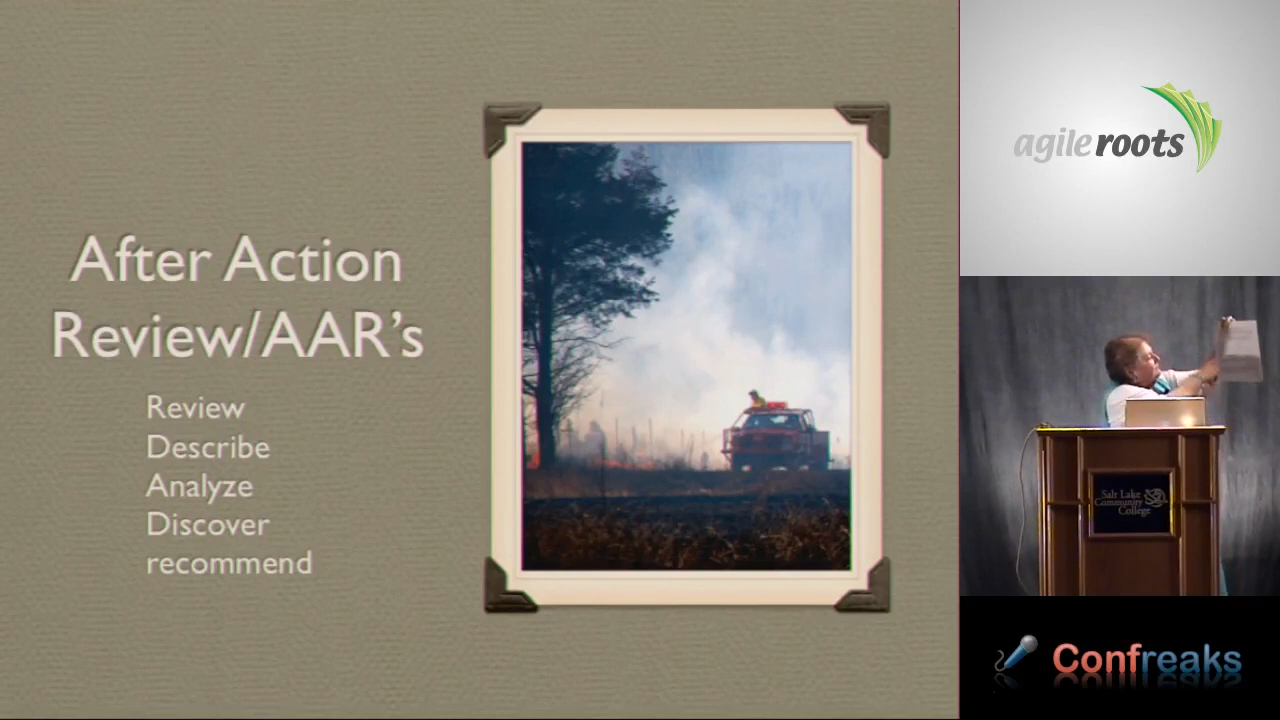 After Action
Review/AAR's
Review
Describe
Analyze
Discover
recommend
agile roots
Salt Lake
Community
College
Confreaks